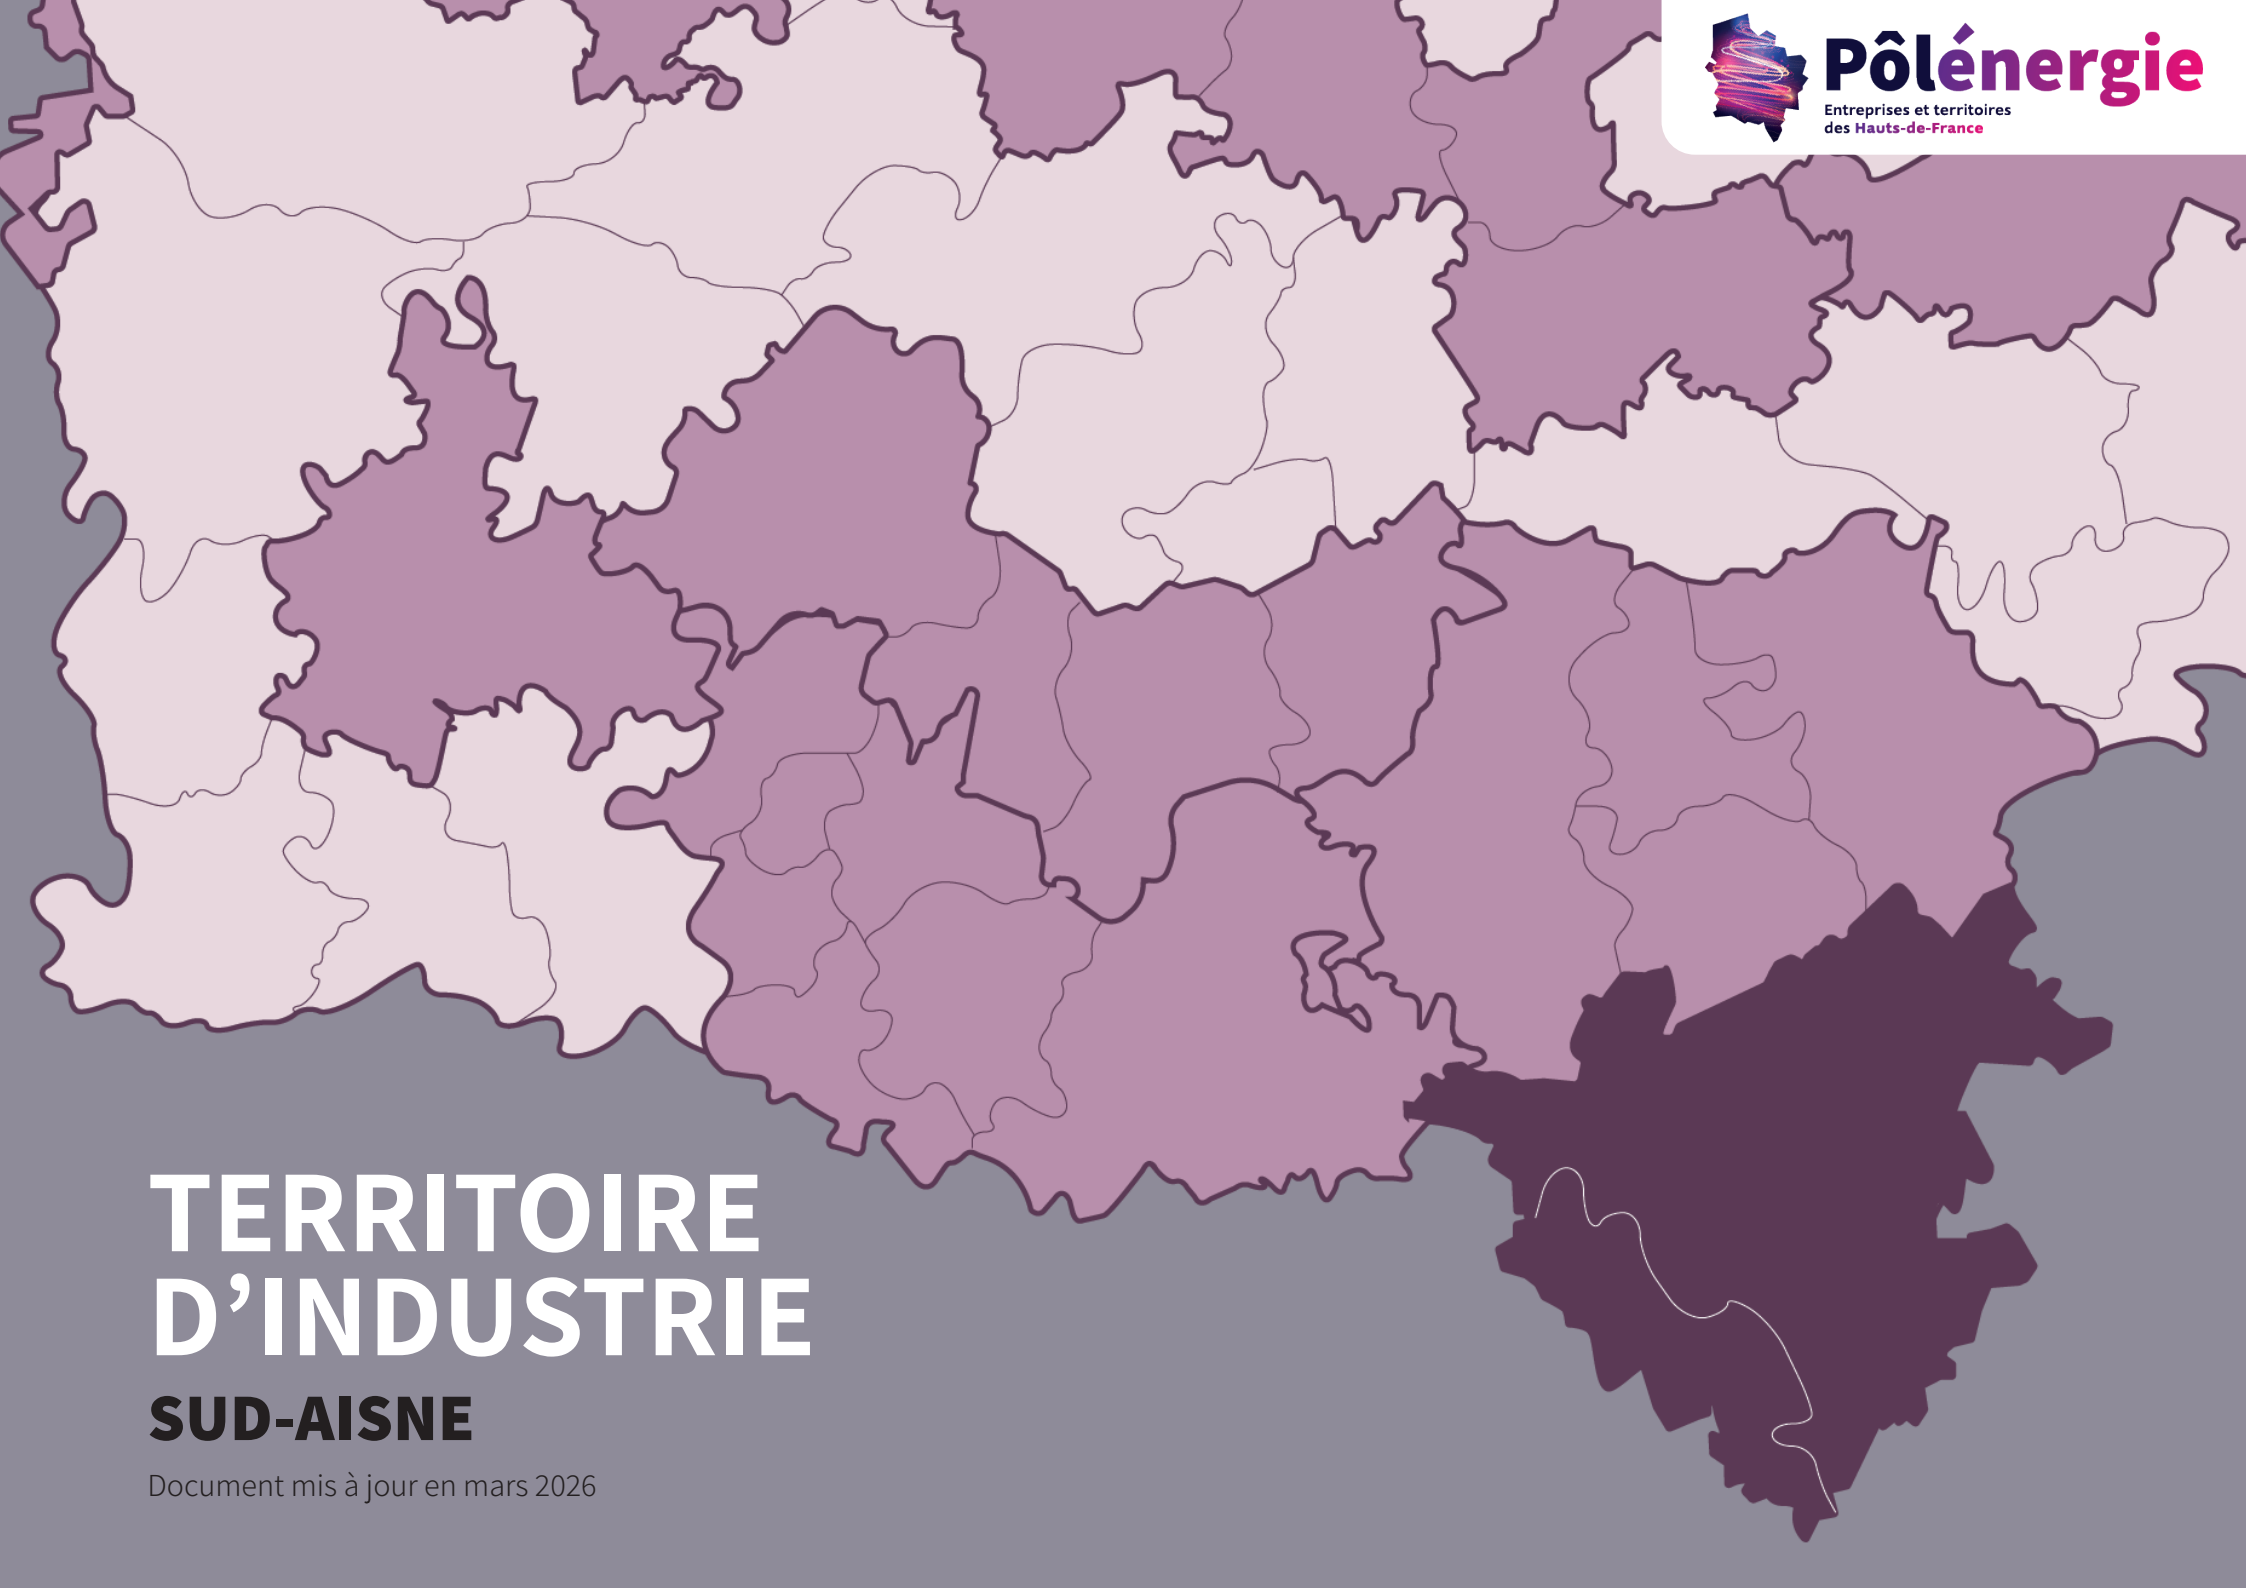 Pôlénergie
Entreprises et territoires
des Hauts-de-France
TERRITOIRE
D’INDUSTRIE
SUD-AISNE
Document mis à jour en mars 2026